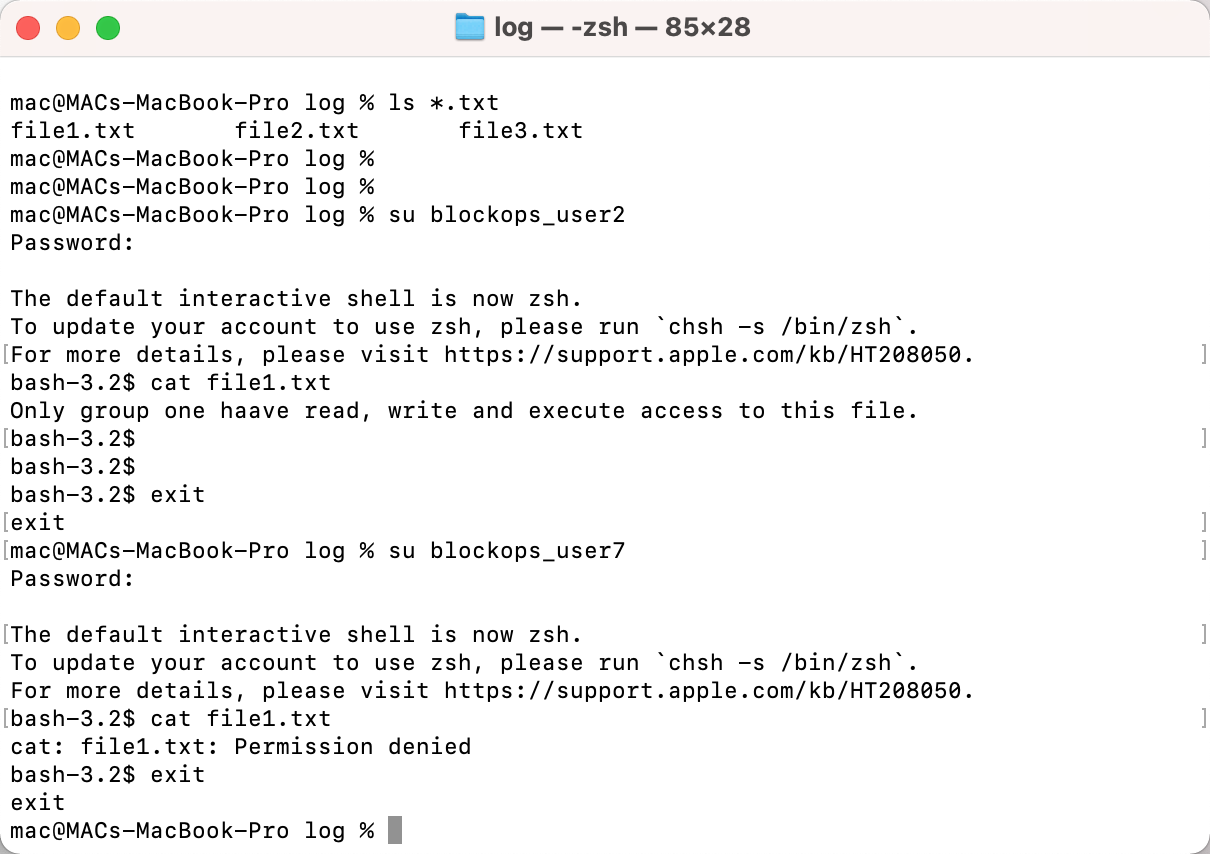 log — -zsh — 85×28
mac@MACs-MacBook-Pro log % ls *.txt
file1.txt file2.txt file3.txt
mac@MACs-MacBook-Pro log %
mac@MACs-MacBook-Pro log %
mac@MACs-MacBook-Pro log % su blockops_user2
Password:
The default interactive shell is now zsh.
To update your account to use zsh, please run `chsh -s /bin/zsh`.
[For more details, please visit https://support.apple.com/kb/HT208050. ]
bash-3.2$ cat file1.txt
Only group one haave read, write and execute access to this file.
[bash-3.2$ ]
bash-3.2$
bash-3.2$ exit
[exit ]
[mac@MACs-MacBook-Pro log % su blockops_user7 ]
Password:
[The default interactive shell is now zsh. ]
To update your account to use zsh, please run `chsh -s /bin/zsh`.
For more details, please visit https://support.apple.com/kb/HT208050.
[bash-3.2$ cat file1.txt ]
cat: file1.txt: Permission denied
bash-3.2$ exit
exit
mac@MACs-MacBook-Pro log %